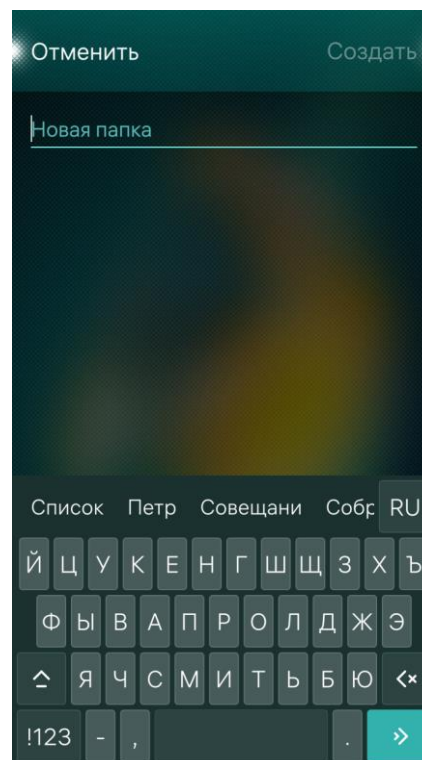 Отменить Создать
Новая папка
Список Петр Совещани Собр RU
Й Ц У К Е Н Г Ш Щ З Х Ъ
Ф Ы В А П Р О Л Д Ж Э
Я Ч С М И Т Ь Б Ю
!123 - , .